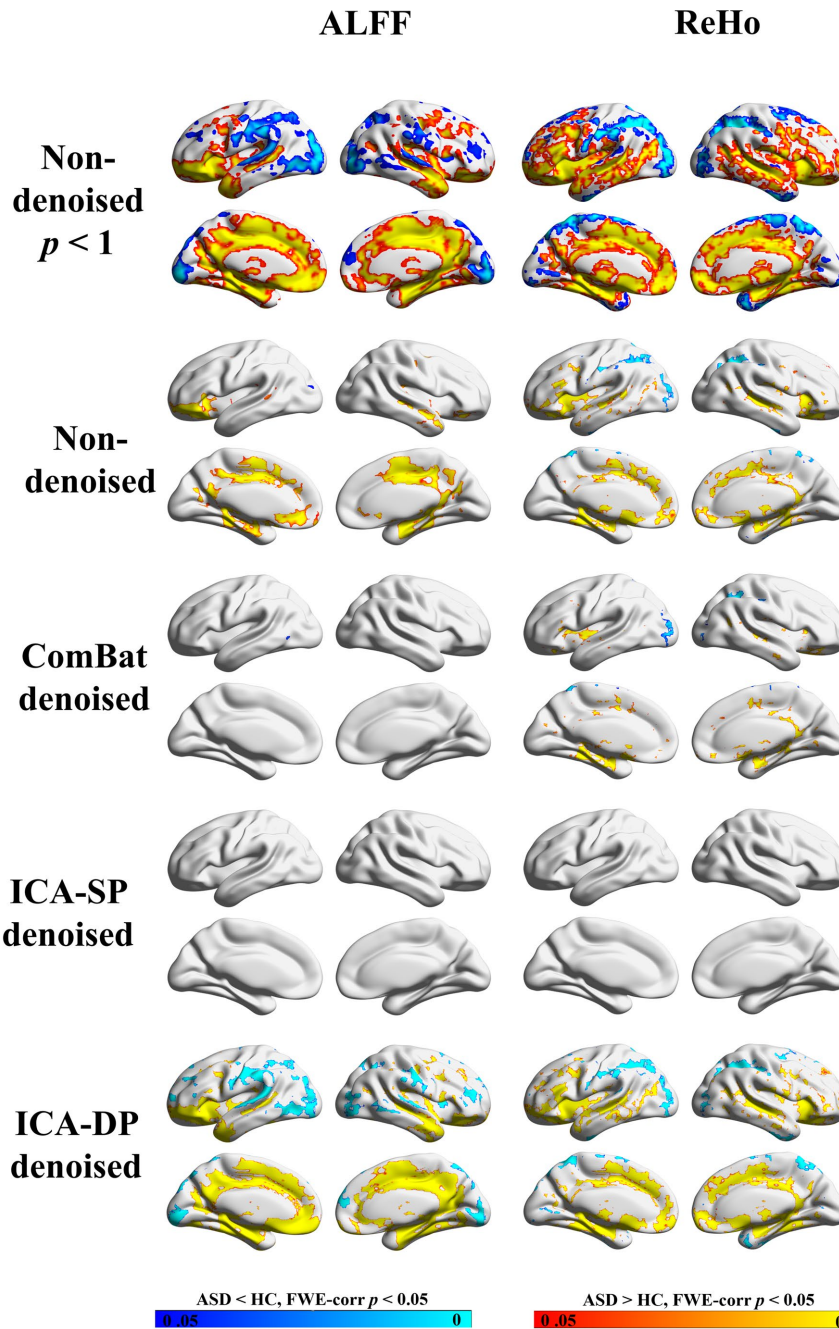 ALFF ReHo
Non-
denoised
p < 1
Non-
denoised
ComBat
denoised
ICA-SP
denoised
ICA-DP
denoised
ASD < HC, FWE-corr p < 0.05 ASD > HC, FWE-corr p < 0.05
0 .05 0 0 .05